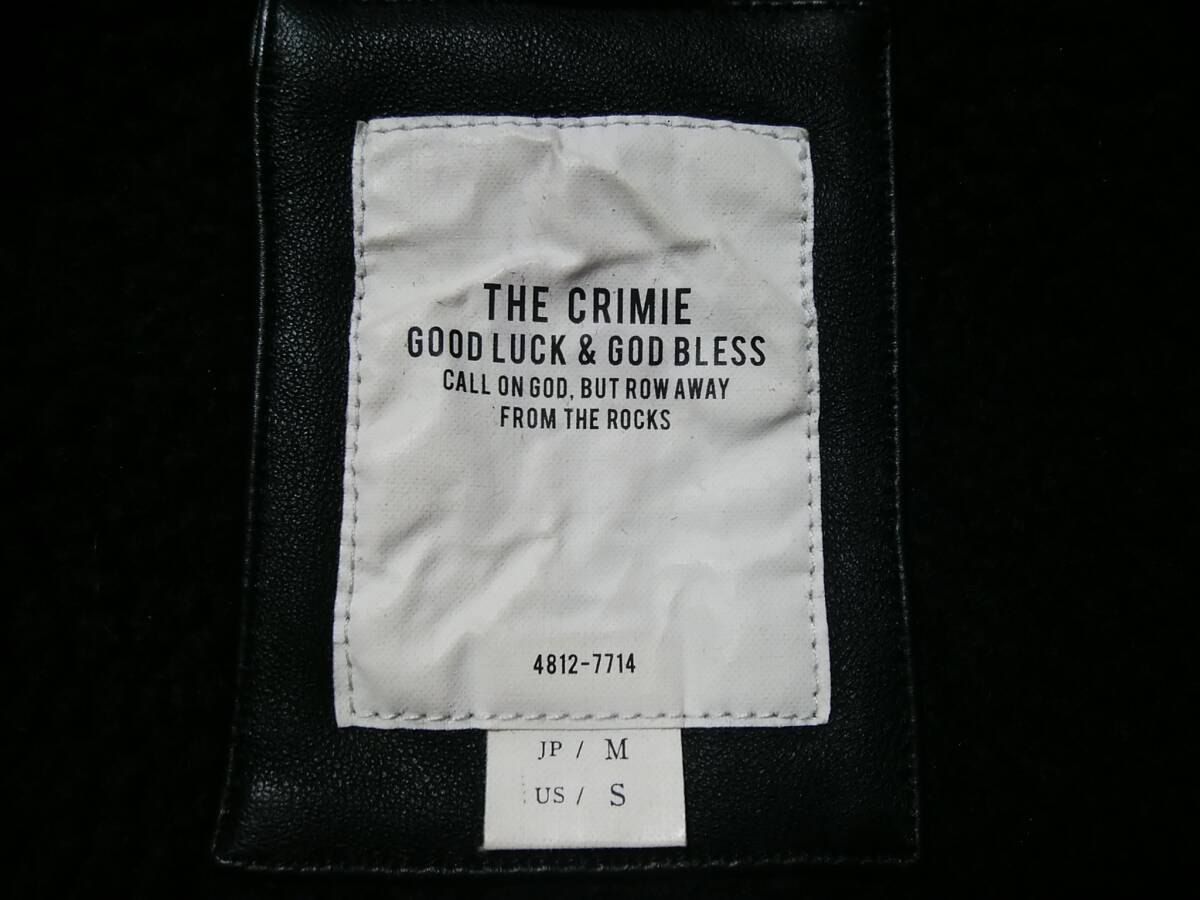 THE CRIMIE
GOOD LUCK & GOD BLESS
CALL ON GOD, BUT ROW AWAY
FROM THE ROCKS
4812-7714
JP / M
US / S